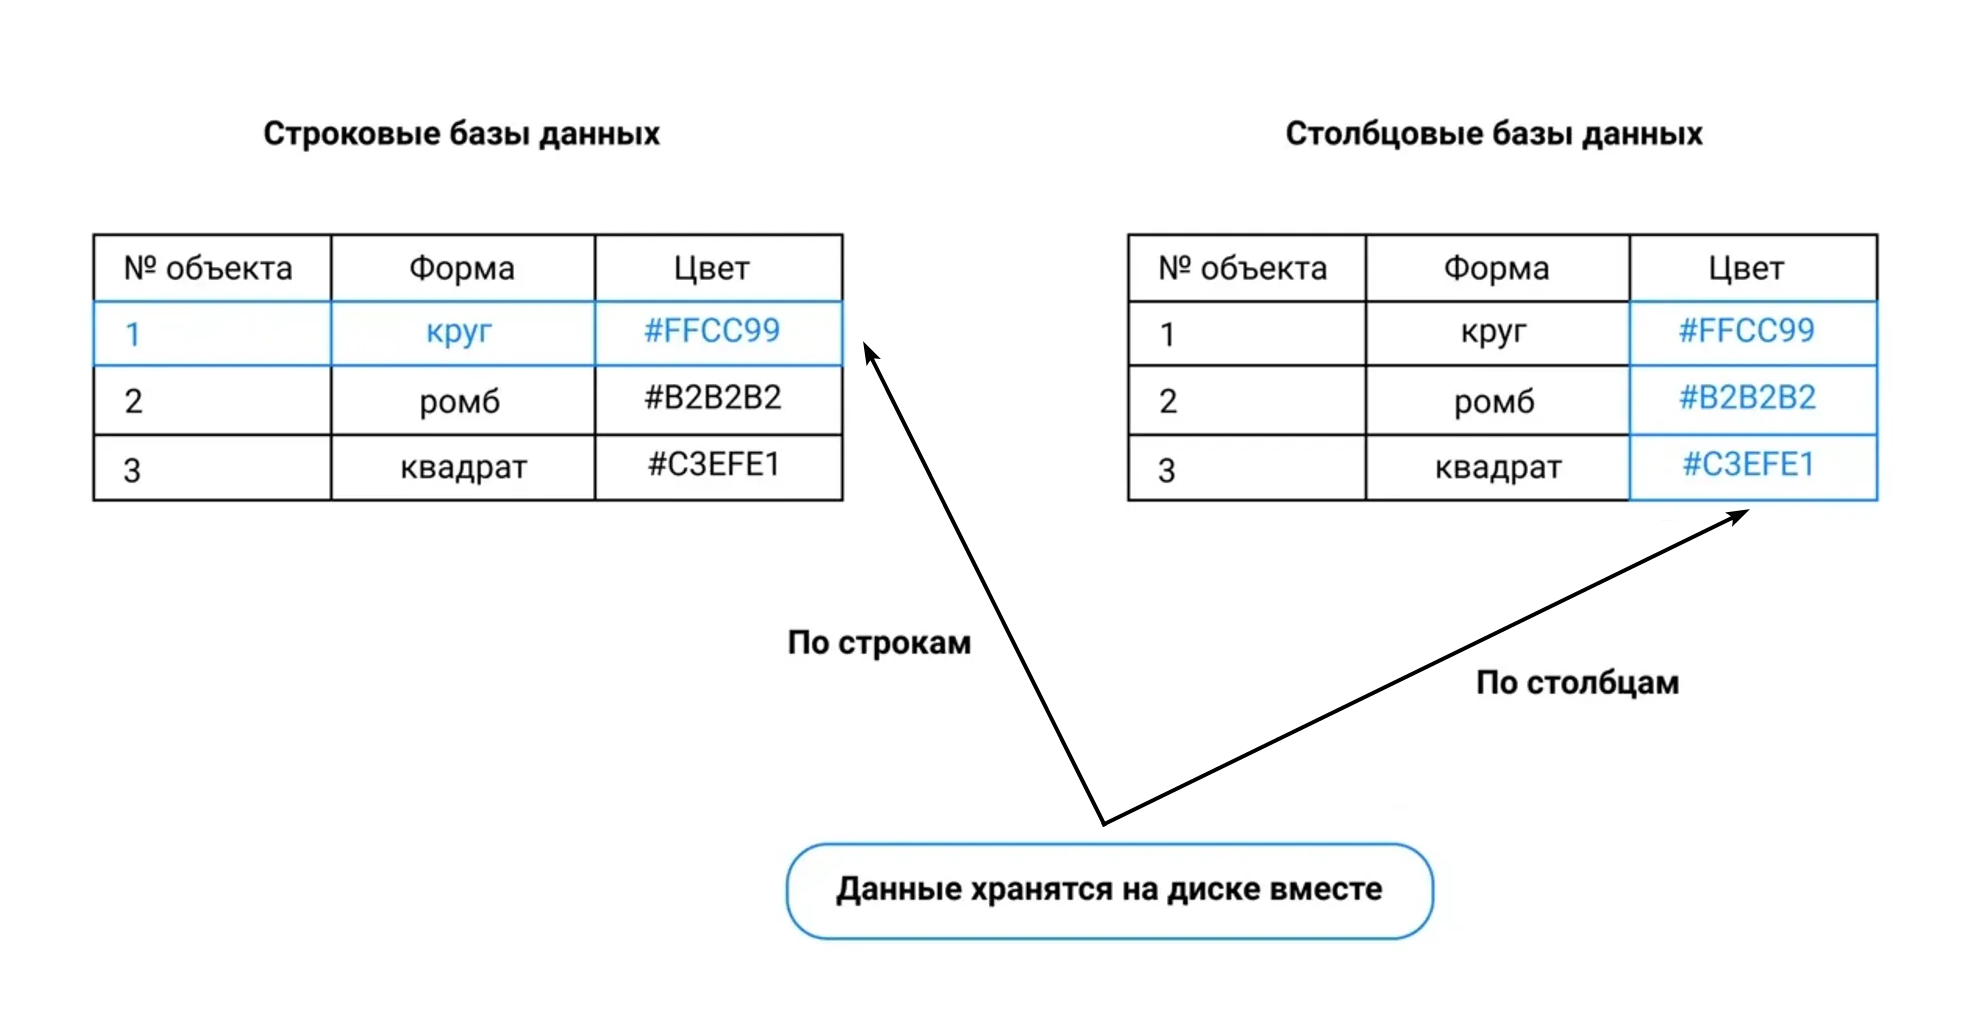 Строковые базы данных
Столбцовые базы данных
№ объекта Форма Цвет
1 круг #FFCC99
2 ромб #B2B2B2
3 квадрат #C3EFE1
№ объекта Форма Цвет
1 круг #FFCC99
2 ромб #B2B2B2
3 квадрат #C3EFE1
По строкам
По столбцам
Данные хранятся на диске вместе